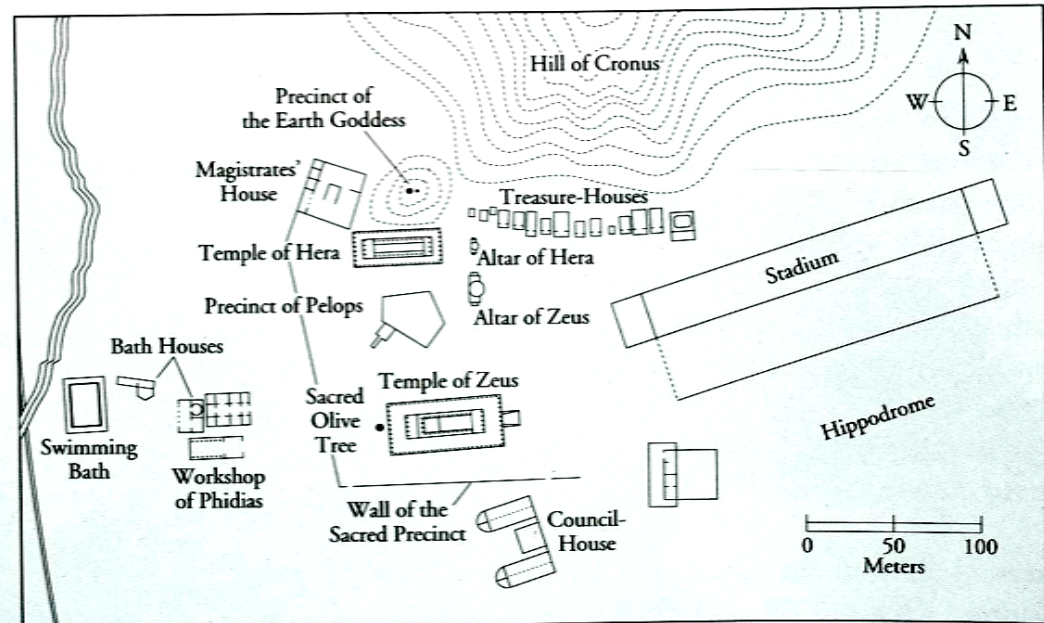 Hill of Cronus
N
W
E
S
Precinct of
the Earth Goddess
Magistrates'
House
Treasure-Houses
Temple of Hera
Altar of Hera
Stadium
Precinct of Pelops
Altar of Zeus
Bath Houses
Temple of Zeus
Sacred
Olive
Tree
Hippodrome
Swimming
Bath
Workshop
of Phidias
Wall of the
Sacred Precinct
Council-
House
0 50 100
Meters